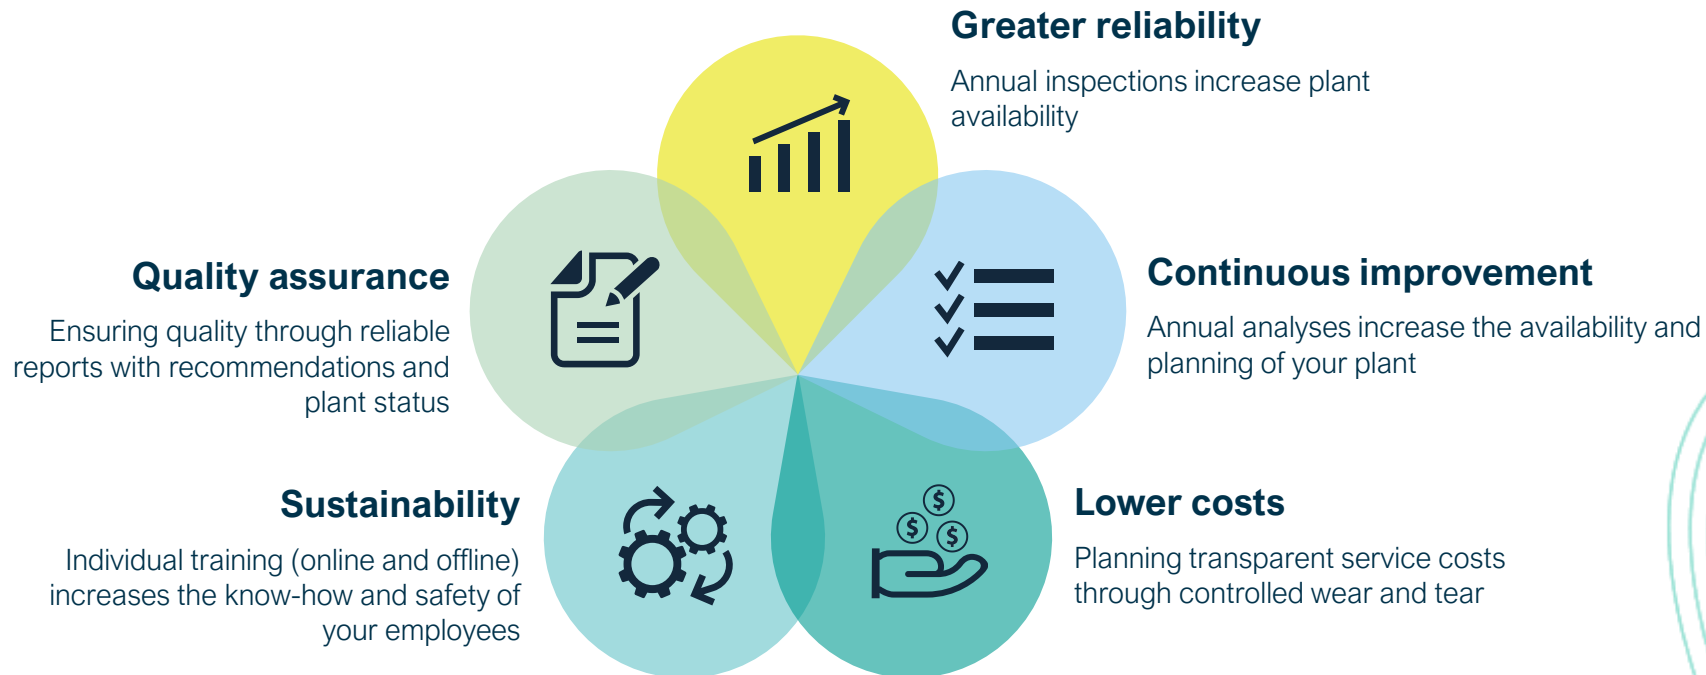 Greater reliability
Annual inspections increase plant
availability
Continuous improvement
Annual analyses increase the availability and
planning of your plant
Lower costs
Planning transparent service costs
through controlled wear and tear
Sustainability
Individual training (online and offline)
increases the know-how and safety of
your employees
Quality assurance
Ensuring quality through reliable
reports with recommendations and
plant status
$
$
$